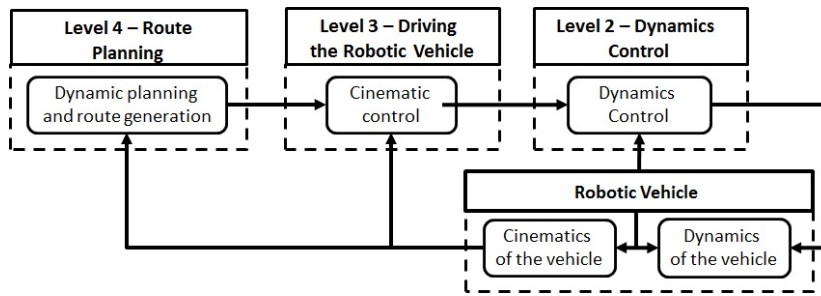 Level 4 – Route
Planning
Dynamic planning
and route generation
Level 3 – Driving
the Robotic Vehicle
Cinematic
control
Level 2 – Dynamics
Control
Dynamics
Control
Robotic Vehicle
Cinematics
of the vehicle
Dynamics
of the vehicle